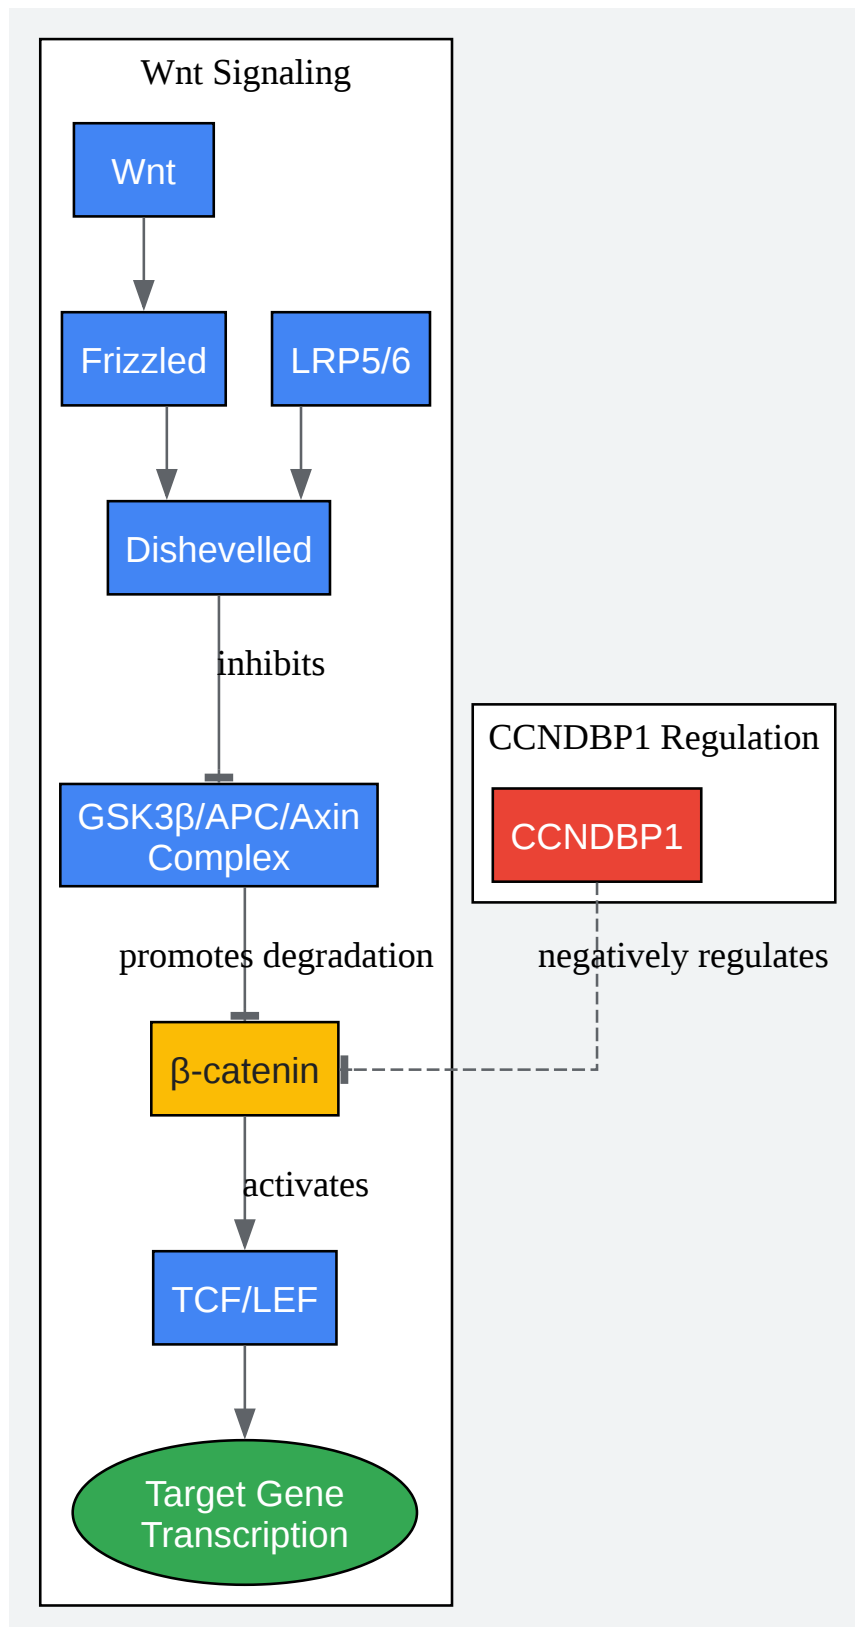 Wnt Signaling
Wnt
Frizzled
LRP5/6
Dishevelled
inhibits
CCNDBP1 Regulation
GSK3β/APC/Axin
Complex
CCNDBP1
promotes degradation
negatively regulates
β-catenin
activates
TCF/LEF
Target Gene
Transcription